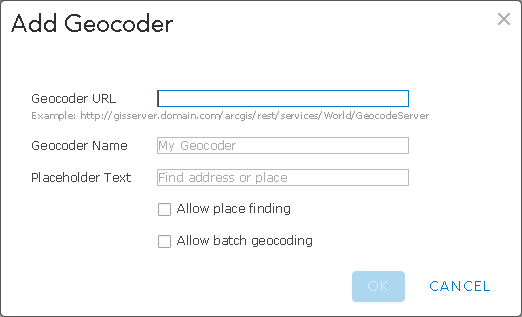 Add Geocoder
Geocoder URL
Example: http://gisserver.domain.com/arcgis/rest/services/World/GeocodeServer
Geocoder Name My Geocoder
Placeholder Text Find address or place
Allow place finding
Allow batch geocoding
OK CANCEL